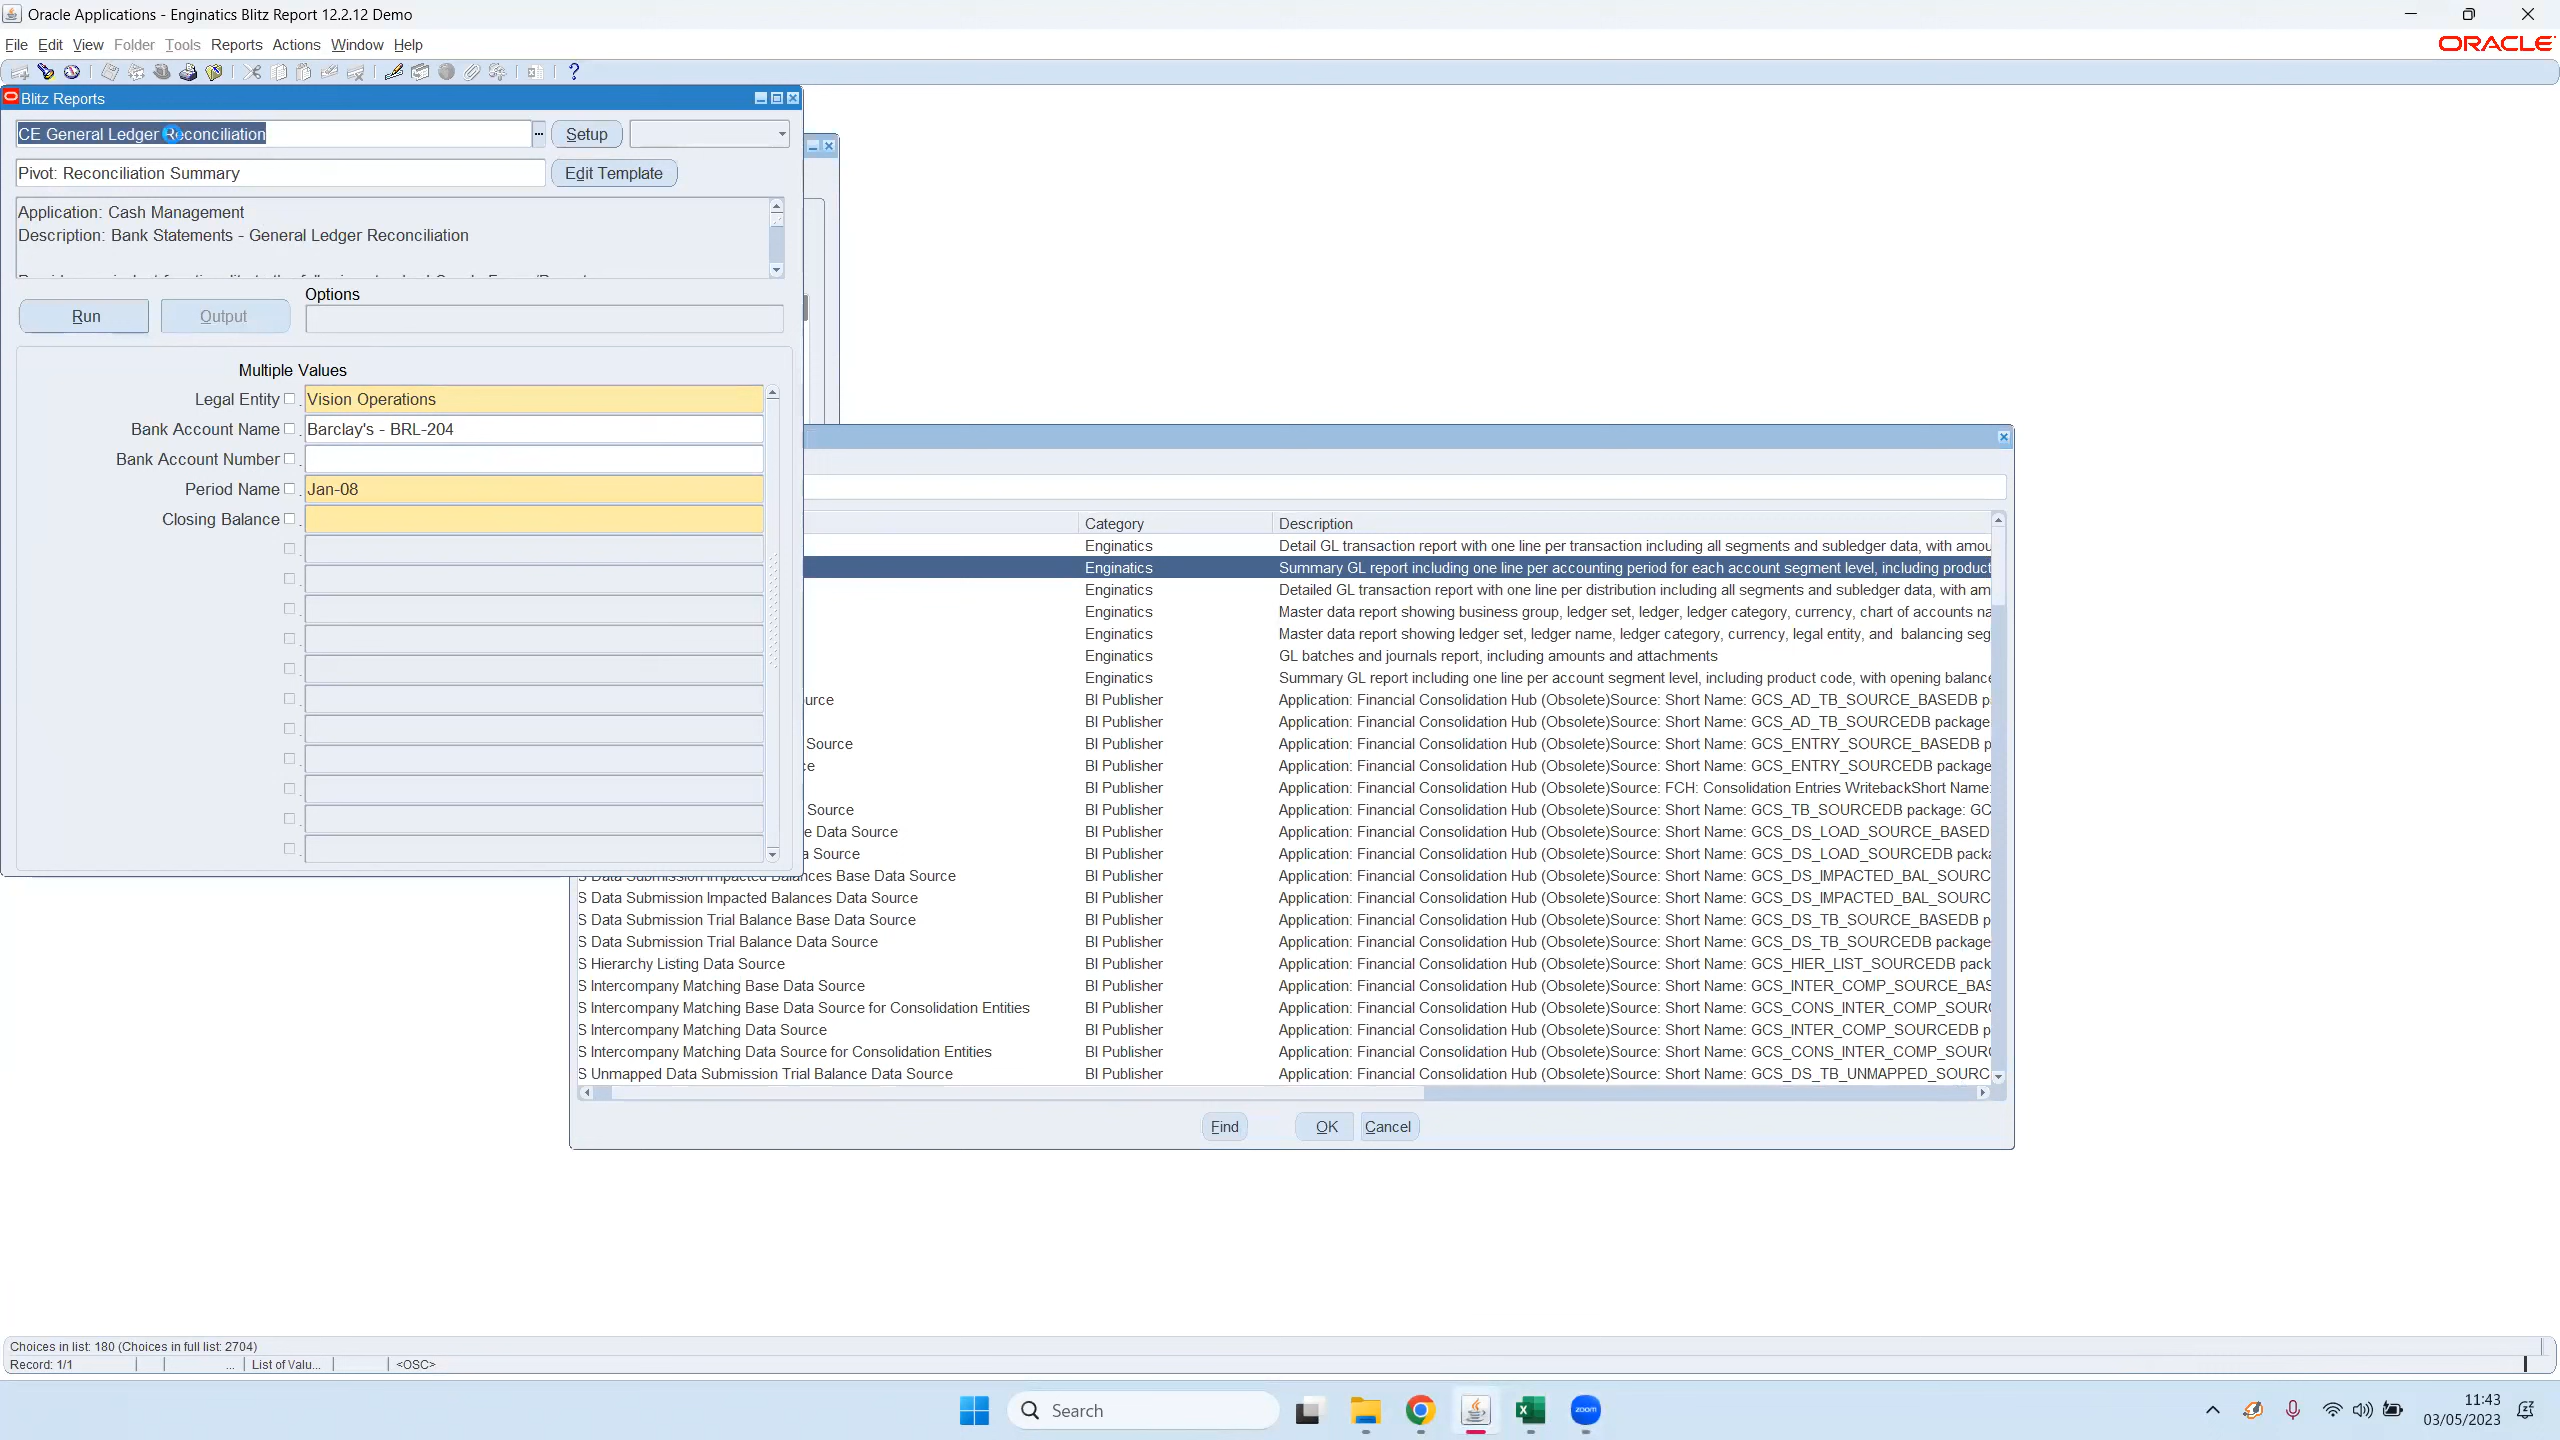 Oracle Applications - Enginatics Blitz Report 12.2.12 Demo
File Edit View Folder Tools Reports Actions Window Help
ORACLE
Blitz Reports
CE General Ledger Reconciliation
Setup
Pivot: Reconciliation Summary
Edit Template
Application: Cash Management
Description: Bank Statements - General Ledger Reconciliation
Options
Run
Output
Multiple Values
Legal Entity
Vision Operations
Bank Account Name
Barclay's - BRL-204
Bank Account Number
Period Name
Jan-08
Closing Balance
Category
Description
Enginatics Detail GL transaction report with one line per transaction including all segments and subledger data, with amou
Enginatics Summary GL report including one line per accounting period for each account segment level, including product
Enginatics Detailed GL transaction report with one line per distribution including all segments and subledger data, with am
Enginatics Master data report showing business group, ledger set, ledger, ledger category, currency, chart of accounts na
Enginatics Master data report showing ledger set, ledger name, ledger category, currency, legal entity, and balancing seg
Enginatics GL batches and journals report, including amounts and attachments
Enginatics Summary GL report including one line per account segment level, including product code, with opening balance
urce BI Publisher Application: Financial Consolidation Hub (Obsolete)Source: Short Name: GCS_AD_TB_SOURCE_BASEDB p
BI Publisher Application: Financial Consolidation Hub (Obsolete)Source: Short Name: GCS_AD_TB_SOURCEDB package
Source BI Publisher Application: Financial Consolidation Hub (Obsolete)Source: Short Name: GCS_ENTRY_SOURCE_BASEDB p
ce BI Publisher Application: Financial Consolidation Hub (Obsolete)Source: Short Name: GCS_ENTRY_SOURCEDB package
BI Publisher Application: Financial Consolidation Hub (Obsolete)Source: FCH: Consolidation Entries WritebackShort Name:
Source BI Publisher Application: Financial Consolidation Hub (Obsolete)Source: Short Name: GCS_TB_SOURCEDB package: GC
e Data Source BI Publisher Application: Financial Consolidation Hub (Obsolete)Source: Short Name: GCS_DS_LOAD_SOURCE_BASED
a Source BI Publisher Application: Financial Consolidation Hub (Obsolete)Source: Short Name: GCS_DS_LOAD_SOURCEDB packa
S Data Submission Impacted Balances Base Data Source BI Publisher Application: Financial Consolidation Hub (Obsolete)Source: Short Name: GCS_DS_IMPACTED_BAL_SOURC
S Data Submission Impacted Balances Data Source BI Publisher Application: Financial Consolidation Hub (Obsolete)Source: Short Name: GCS_DS_IMPACTED_BAL_SOURC
S Data Submission Trial Balance Base Data Source BI Publisher Application: Financial Consolidation Hub (Obsolete)Source: Short Name: GCS_DS_TB_SOURCE_BASEDB p
S Data Submission Trial Balance Data Source BI Publisher Application: Financial Consolidation Hub (Obsolete)Source: Short Name: GCS_DS_TB_SOURCEDB package
S Hierarchy Listing Data Source BI Publisher Application: Financial Consolidation Hub (Obsolete)Source: Short Name: GCS_HIER_LIST_SOURCEDB pack
S Intercompany Matching Base Data Source BI Publisher Application: Financial Consolidation Hub (Obsolete)Source: Short Name: GCS_INTER_COMP_SOURCE_BAS
S Intercompany Matching Base Data Source for Consolidation Entities BI Publisher Application: Financial Consolidation Hub (Obsolete)Source: Short Name: GCS_CONS_INTER_COMP_SOUR
S Intercompany Matching Data Source BI Publisher Application: Financial Consolidation Hub (Obsolete)Source: Short Name: GCS_INTER_COMP_SOURCEDB p
S Intercompany Matching Data Source for Consolidation Entities BI Publisher Application: Financial Consolidation Hub (Obsolete)Source: Short Name: GCS_CONS_INTER_COMP_SOUR
S Unmapped Data Submission Trial Balance Data Source BI Publisher Application: Financial Consolidation Hub (Obsolete)Source: Short Name: GCS_DS_TB_UNMAPPED_SOURC
Find OK Cancel
Choices in list: 180 (Choices in full list: 2704)
Record: 1/1 ... List of Valu... <OSC>
Search
zoom
11:43
03/05/2023